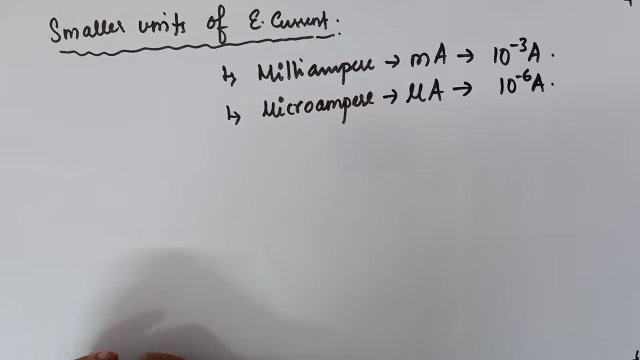 Smaller units of E. Current.
↳ Milliampere → mA → 10⁻³A.
↳ Microampere → μA → 10⁻⁶A.